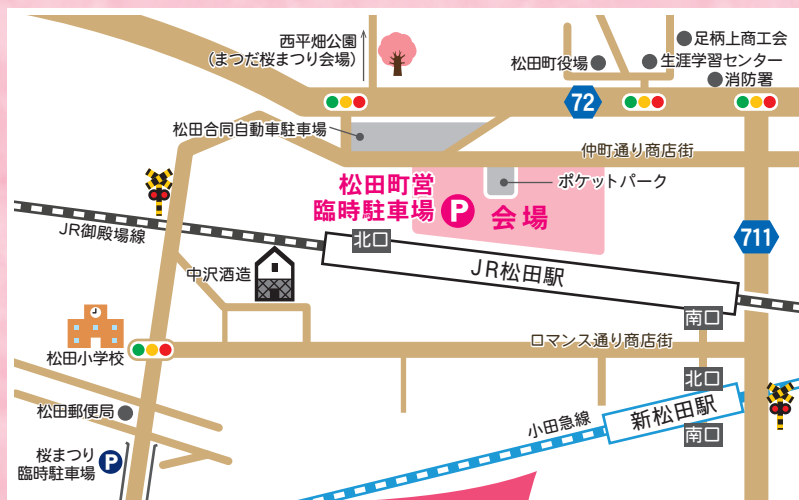 西平畑公園
(まつだ桜まつり会場)
足柄上商工会
松田町役場
生涯学習センター
消防署
72
松田合同自動車駐車場
仲町通り商店街
松田町営
臨時駐車場
P
会場
ポケットパーク
711
JR御殿場線
北口
JR松田駅
中沢酒造
南口
松田小学校
ロマンス通り商店街
北口
新松田駅
南口
小田急線
松田郵便局
桜まつり
臨時駐車場
P